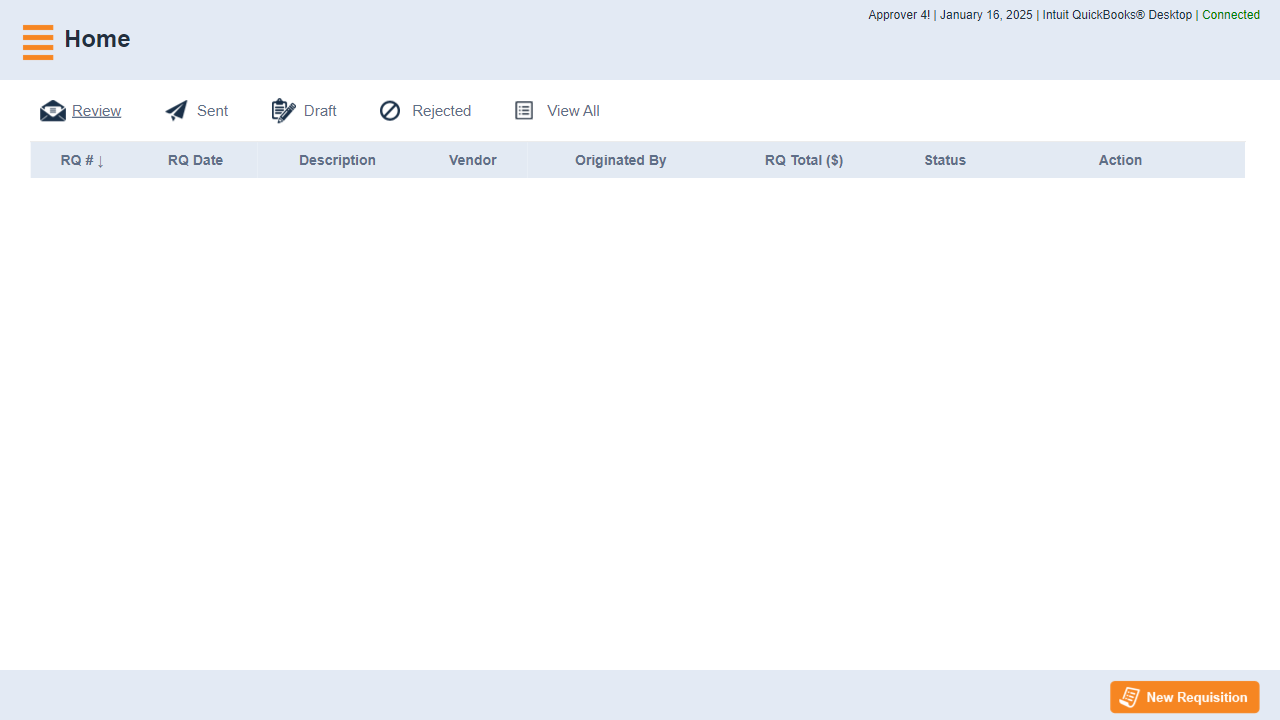 Approver 4! | January 16, 2025 | Intuit QuickBooks® Desktop | Connected
Home
Review Sent Draft Rejected View All
RQ # ↓ RQ Date Description Vendor Originated By RQ Total ($) Status Action
New Requisition